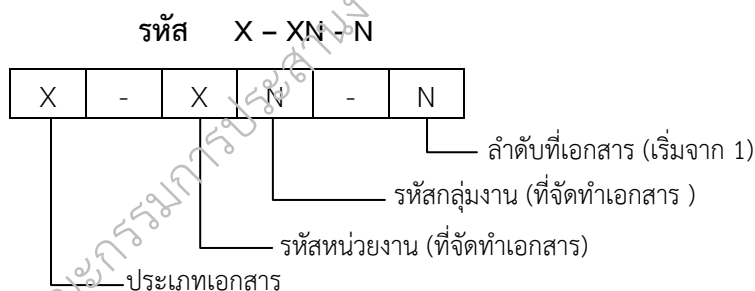 รหัส X – XN - N
X - X N - N
ลำดับที่เอกสาร (เริ่มจาก 1)
รหัสกลุ่มงาน (ที่จัดทำเอกสาร )
รหัสหน่วยงาน (ที่จัดทำเอกสาร)
ประเภทเอกสาร